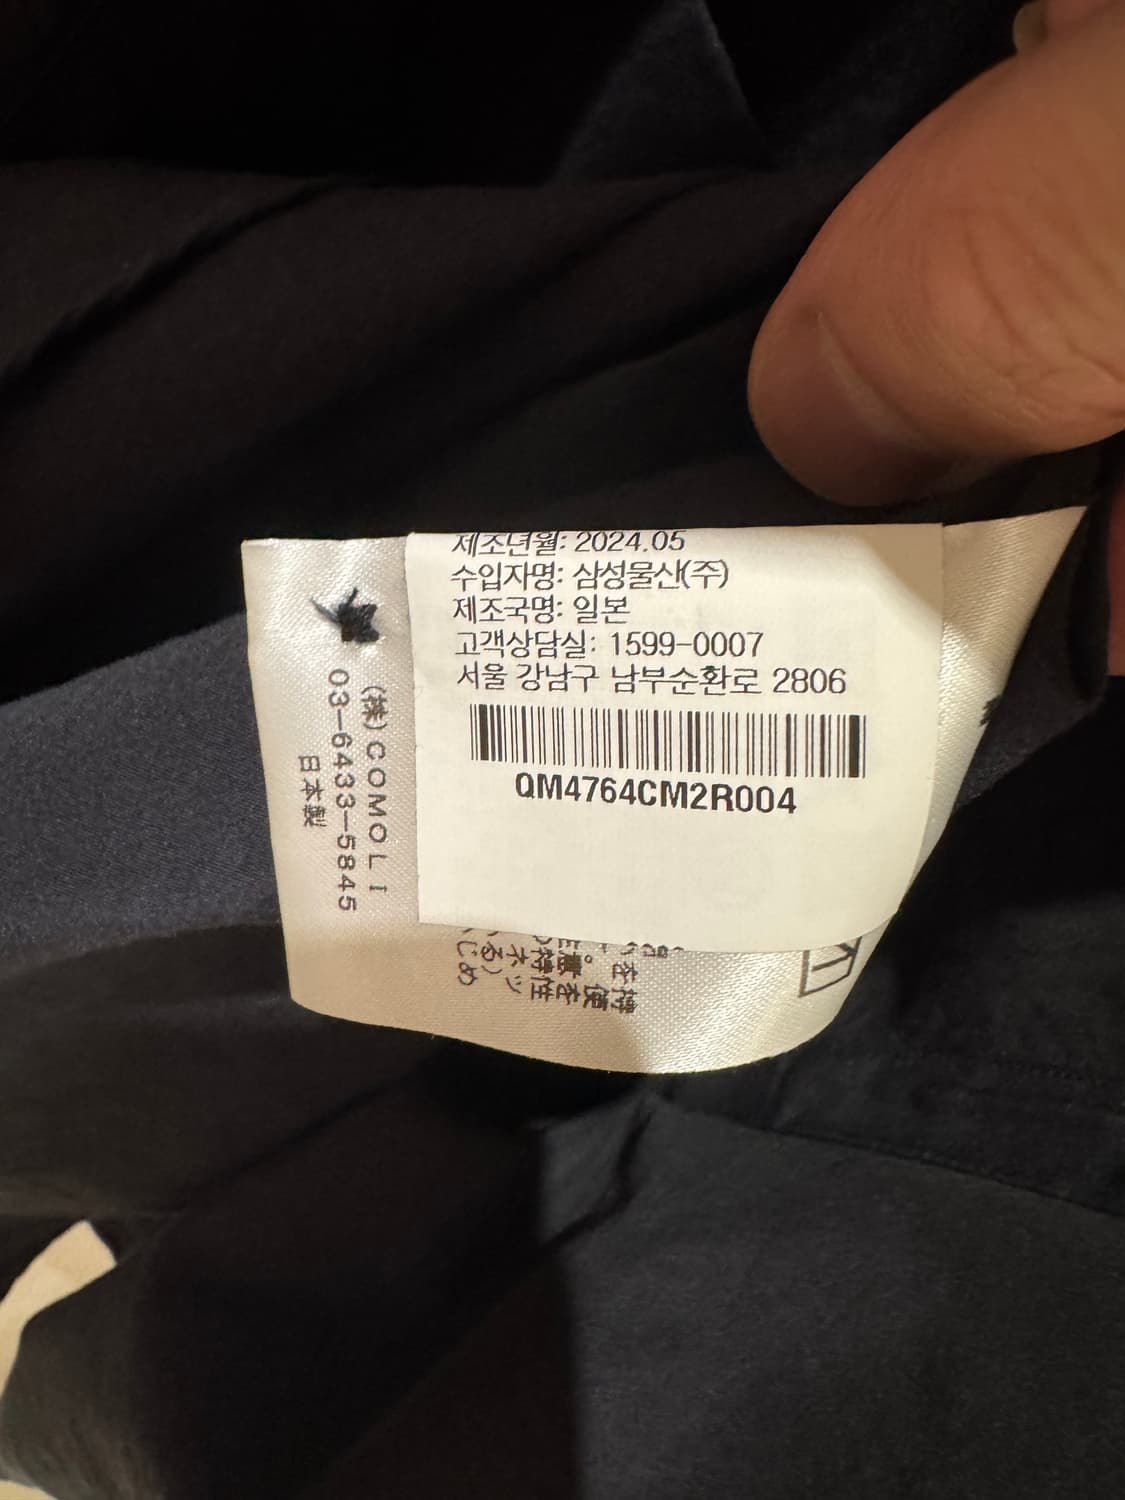 제조년월: 2024.05
수입자명: 삼성물산(주)
제조국명: 일본
고객상담실: 1599-0007
서울 강남구 남부순환로 2806
QM4764CM2R004
(株)COMOLI
03-6433-5845
日本製